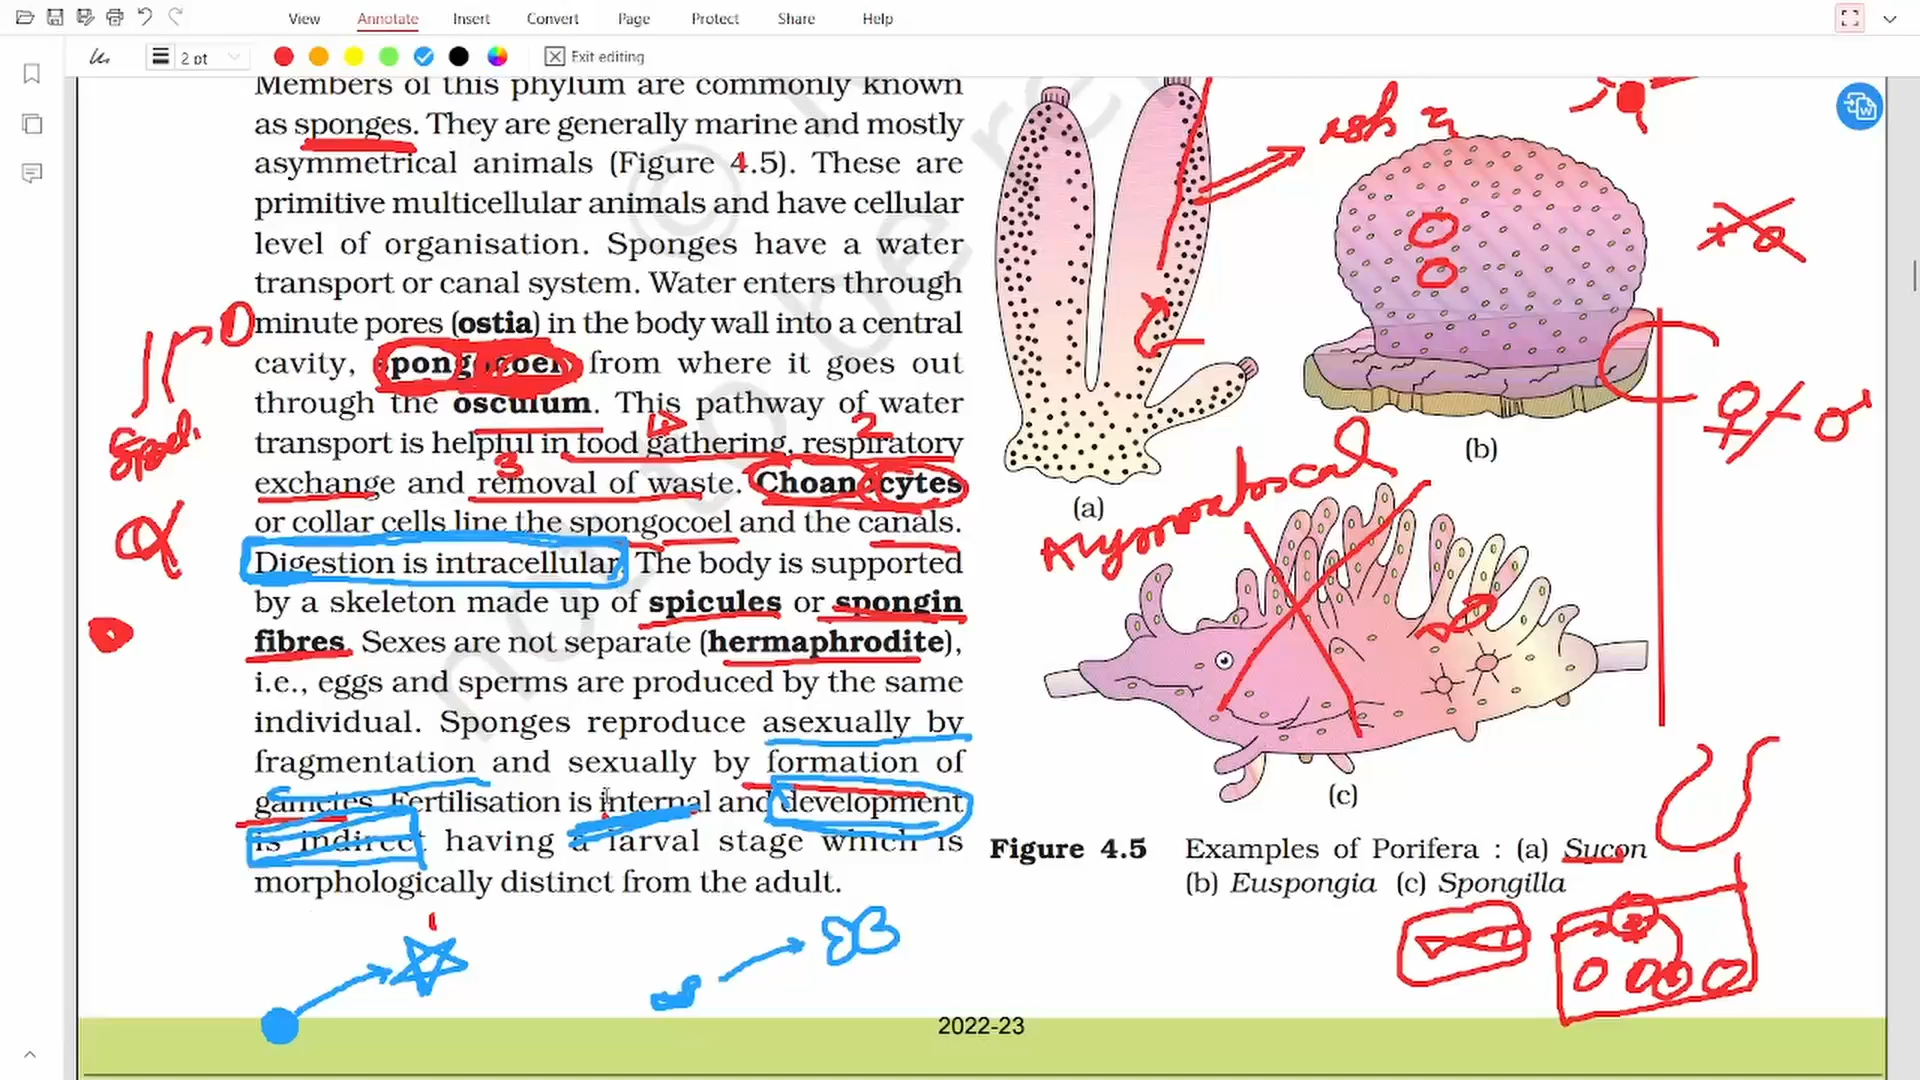 View Annotate Insert Convert Page Protect Share Help
2 pt Exit editing
Members of this phylum are commonly known
as sponges. They are generally marine and mostly
asymmetrical animals (Figure 4.5). These are
primitive multicellular animals and have cellular
level of organisation. Sponges have a water
transport or canal system. Water enters through
minute pores (ostia) in the body wall into a central
cavity, spongocoel, from where it goes out
through the osculum. This pathway of water
transport is helpful in food gathering, respiratory
exchange and removal of waste. Choanocytes
or collar cells line the spongocoel and the canals.
Digestion is intracellular. The body is supported
by a skeleton made up of spicules or spongin
fibres. Sexes are not separate (hermaphrodite),
i.e., eggs and sperms are produced by the same
individual. Sponges reproduce asexually by
fragmentation and sexually by formation of
gametes. Fertilisation is internal and development
is indirect having a larval stage which is
morphologically distinct from the adult.
1
2
3
(a)
(b)
(c)
Figure 4.5 Examples of Porifera : (a) Sycon
(b) Euspongia (c) Spongilla
2022-23